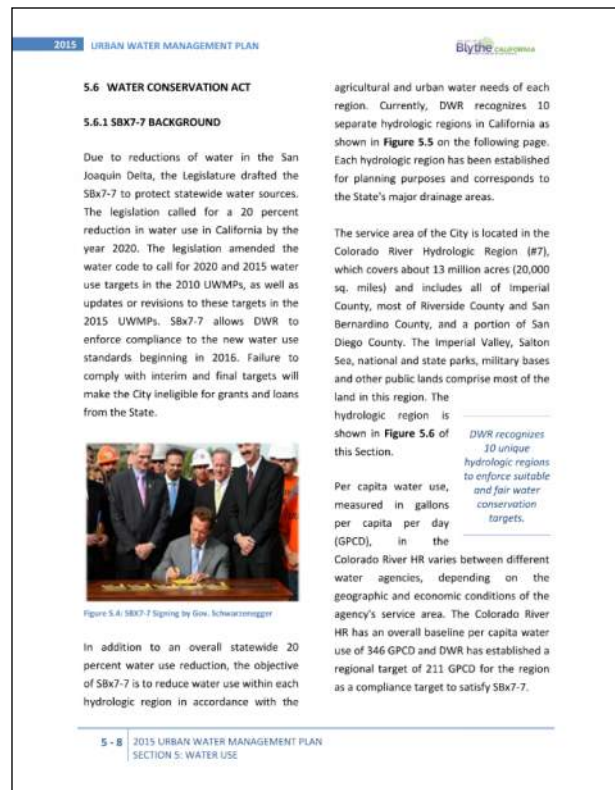 2015 URBAN WATER MANAGEMENT PLAN
Blythe CALIFORNIA
5.6 WATER CONSERVATION ACT
5.6.1 SBX7-7 BACKGROUND
Due to reductions of water in the San
Joaquin Delta, the Legislature drafted the
SBx7-7 to protect statewide water sources.
The legislation called for a 20 percent
reduction in water use in California by the
year 2020. The legislation amended the
water code to call for 2020 and 2015 water
use targets in the 2010 UWMPs, as well as
updates or revisions to these targets in the
2015 UWMPs. SBx7-7 allows DWR to
enforce compliance to the new water use
standards beginning in 2016. Failure to
comply with interim and final targets will
make the City ineligible for grants and loans
from the State.
Figure 5.4: SBX7-7 Signing by Gov. Schwarzenegger
In addition to an overall statewide 20
percent water use reduction, the objective
of SBx7-7 is to reduce water use within each
hydrologic region in accordance with the
agricultural and urban water needs of each
region. Currently, DWR recognizes 10
separate hydrologic regions in California as
shown in Figure 5.5 on the following page.
Each hydrologic region has been established
for planning purposes and corresponds to
the State's major drainage areas.
The service area of the City is located in the
Colorado River Hydrologic Region (#7),
which covers about 13 million acres (20,000
sq. miles) and includes all of Imperial
County, most of Riverside County and San
Bernardino County, and a portion of San
Diego County. The Imperial Valley, Salton
Sea, national and state parks, military bases
and other public lands comprise most of the
land in this region. The
hydrologic region is
shown in Figure 5.6 of
this Section.
DWR recognizes
10 unique
hydrologic regions
to enforce suitable
and fair water
conservation
targets.
Per capita water use,
measured in gallons
per capita per day
(GPCD), in the
Colorado River HR varies between different
water agencies, depending on the
geographic and economic conditions of the
agency's service area. The Colorado River
HR has an overall baseline per capita water
use of 346 GPCD and DWR has established a
regional target of 211 GPCD for the region
as a compliance target to satisfy SBx7-7.
5 - 8 2015 URBAN WATER MANAGEMENT PLAN
SECTION 5: WATER USE